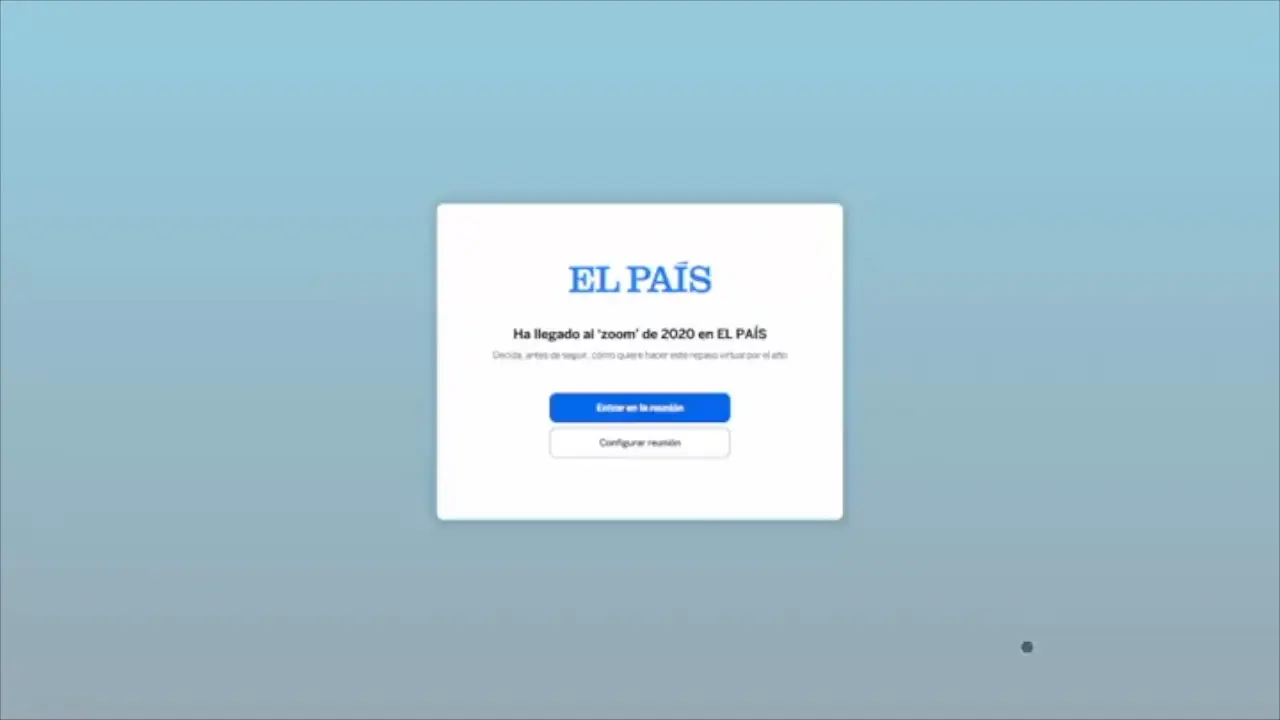 EL PAÍS
Ha llegado al ‘zoom’ de 2020 en EL PAÍS
Decida, antes de seguir, cómo quiere hacer este repaso virtual por el año
Entrar en la reunión
Configurar reunión